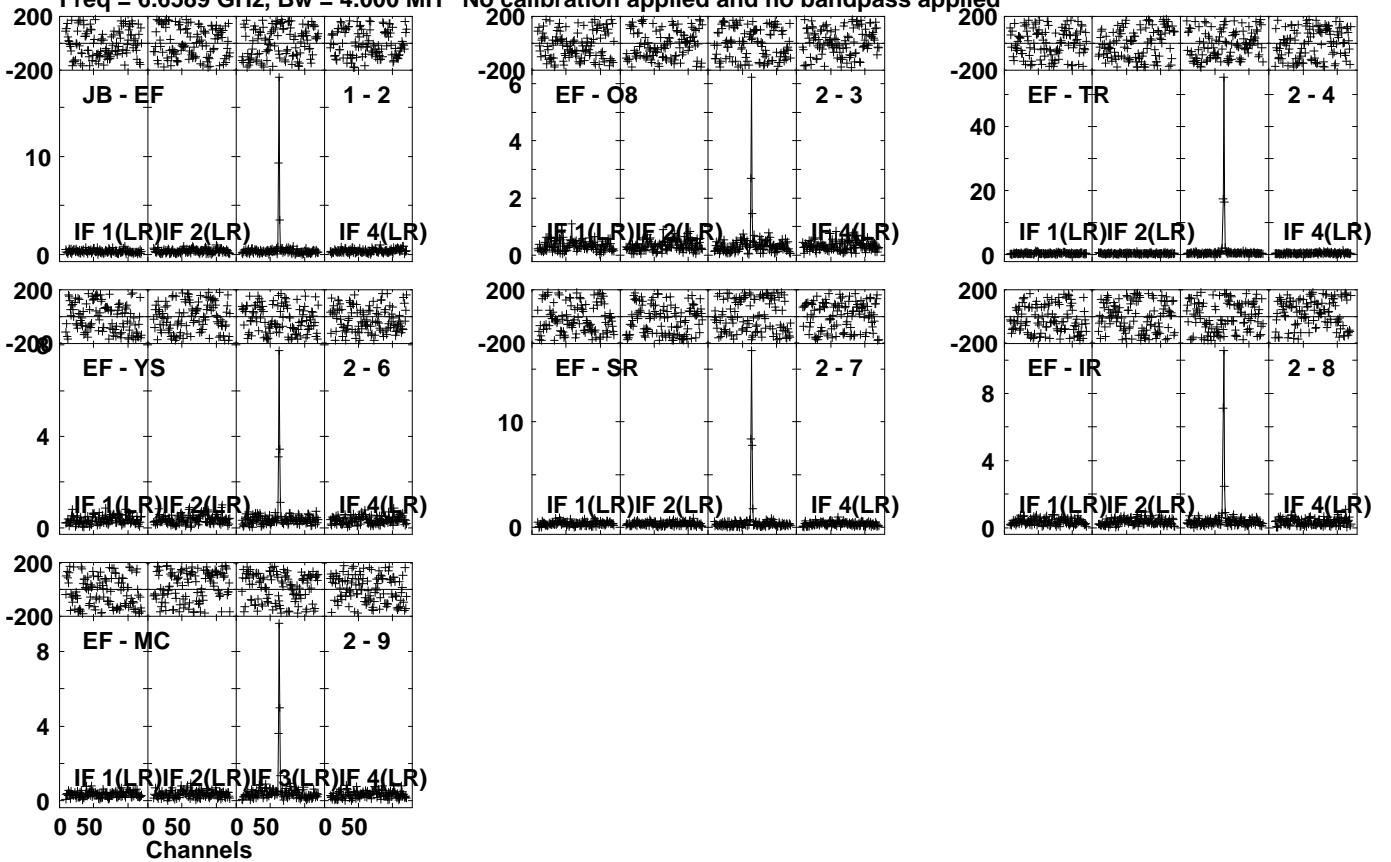 Freq = 6.6589 GHz, Bw = 4.000 MH No calibration applied and no bandpass applied
200 200 200
-200 -200 -200
JB - EF 1 - 2 EF - O8 2 - 3 EF - TR 2 - 4
6
10 4 40
2 20
IF 1(LR) IF 2(LR) IF 4(LR) IF 1(LR) IF 2(LR) IF 4(LR) IF 1(LR) IF 2(LR) IF 4(LR)
0 0 0
200 200 200
-200 -200 -200
8
EF - YS 2 - 6 EF - SR 2 - 7 EF - IR 2 - 8
4 10 8
4
IF 1(LR) IF 2(LR) IF 4(LR) IF 1(LR) IF 2(LR) IF 4(LR) IF 1(LR) IF 2(LR) IF 4(LR)
0 0 0
200
-200
EF - MC 2 - 9
8
4
IF 1(LR) IF 2(LR) IF 3(LR) IF 4(LR)
0
0 50 0 50 0 50 0 50
Channels